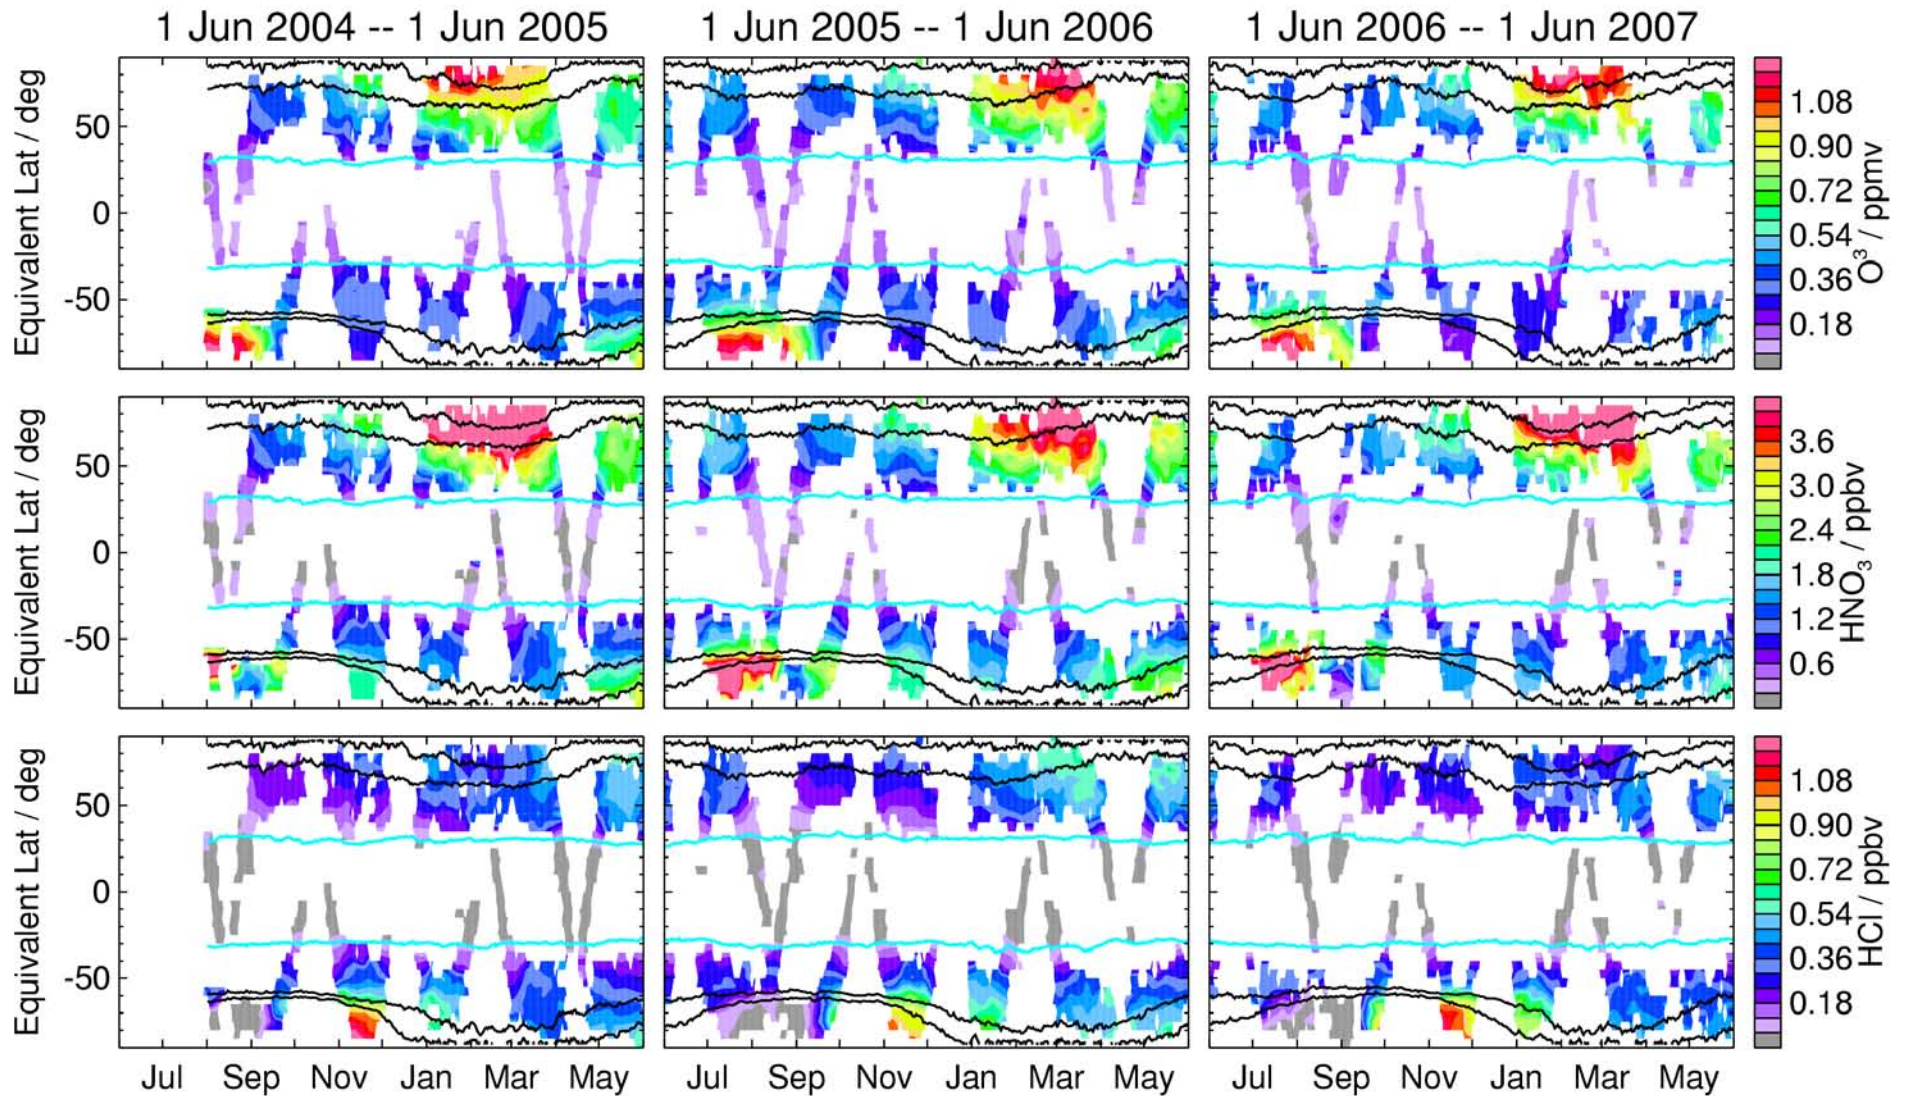 1 Jun 2004 -- 1 Jun 2005
1 Jun 2005 -- 1 Jun 2006
1 Jun 2006 -- 1 Jun 2007
Equivalent Lat / deg
50
0
-50
1.08
0.90
0.72
0.54
0.36
0.18
O³ / ppmv
Equivalent Lat / deg
50
0
-50
3.6
3.0
2.4
1.8
1.2
0.6
HNO₃ / ppbv
Equivalent Lat / deg
50
0
-50
1.08
0.90
0.72
0.54
0.36
0.18
HCl / ppbv
Jul Sep Nov Jan Mar May
Jul Sep Nov Jan Mar May
Jul Sep Nov Jan Mar May